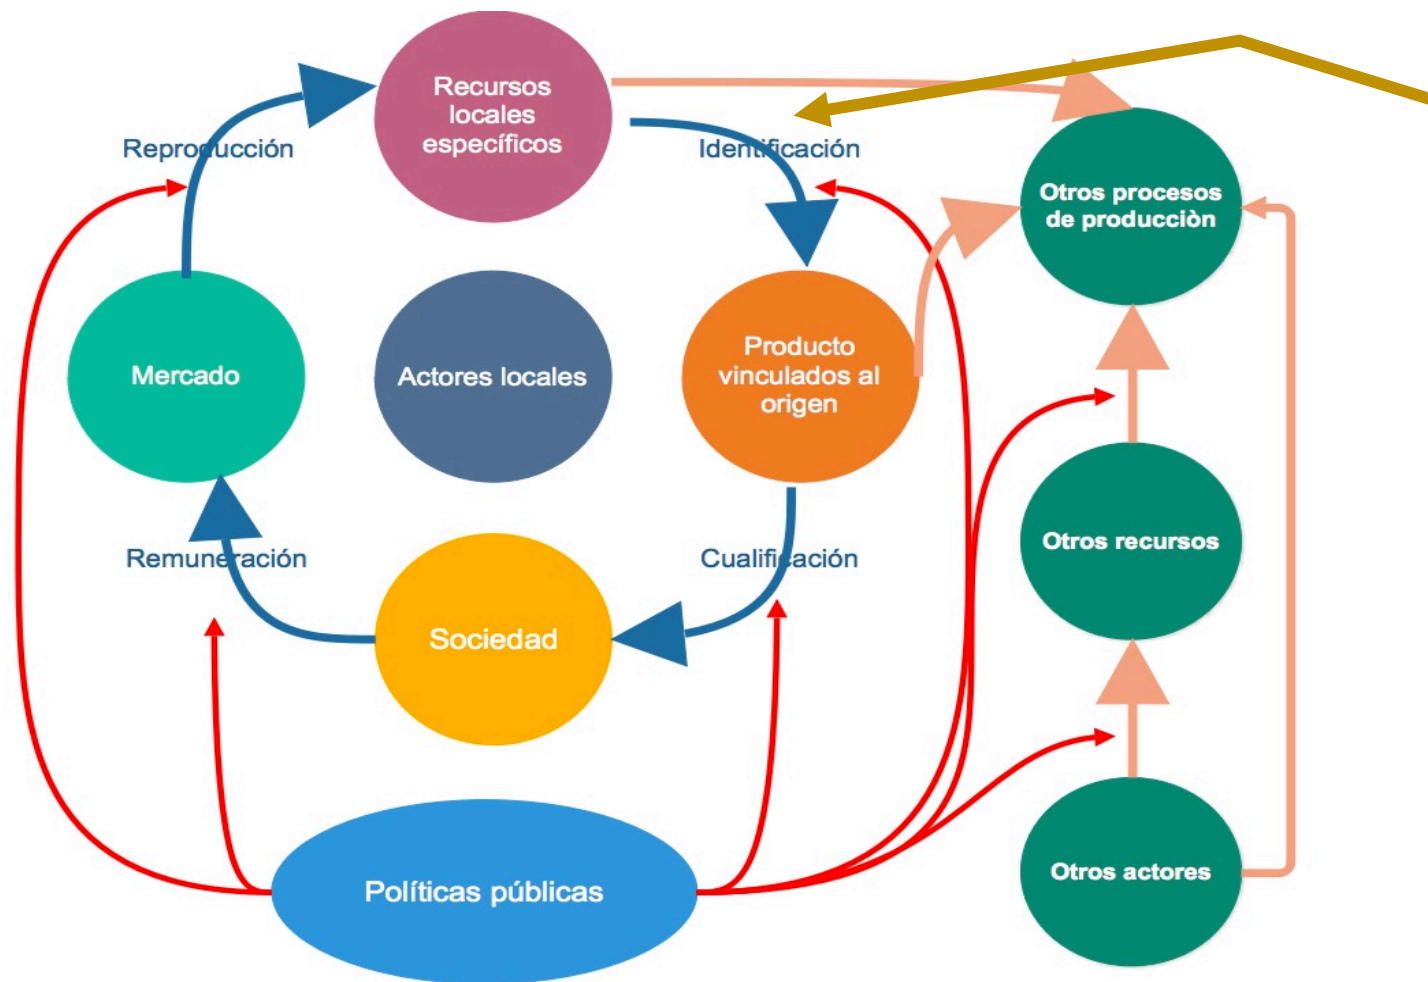 Recursos
locales
específicos
Reproducción
Identificación
Otros procesos
de producciòn
Mercado
Actores locales
Producto
vinculados al
origen
Otros recursos
Remuneración
Cualificación
Sociedad
Políticas públicas
Otros actores